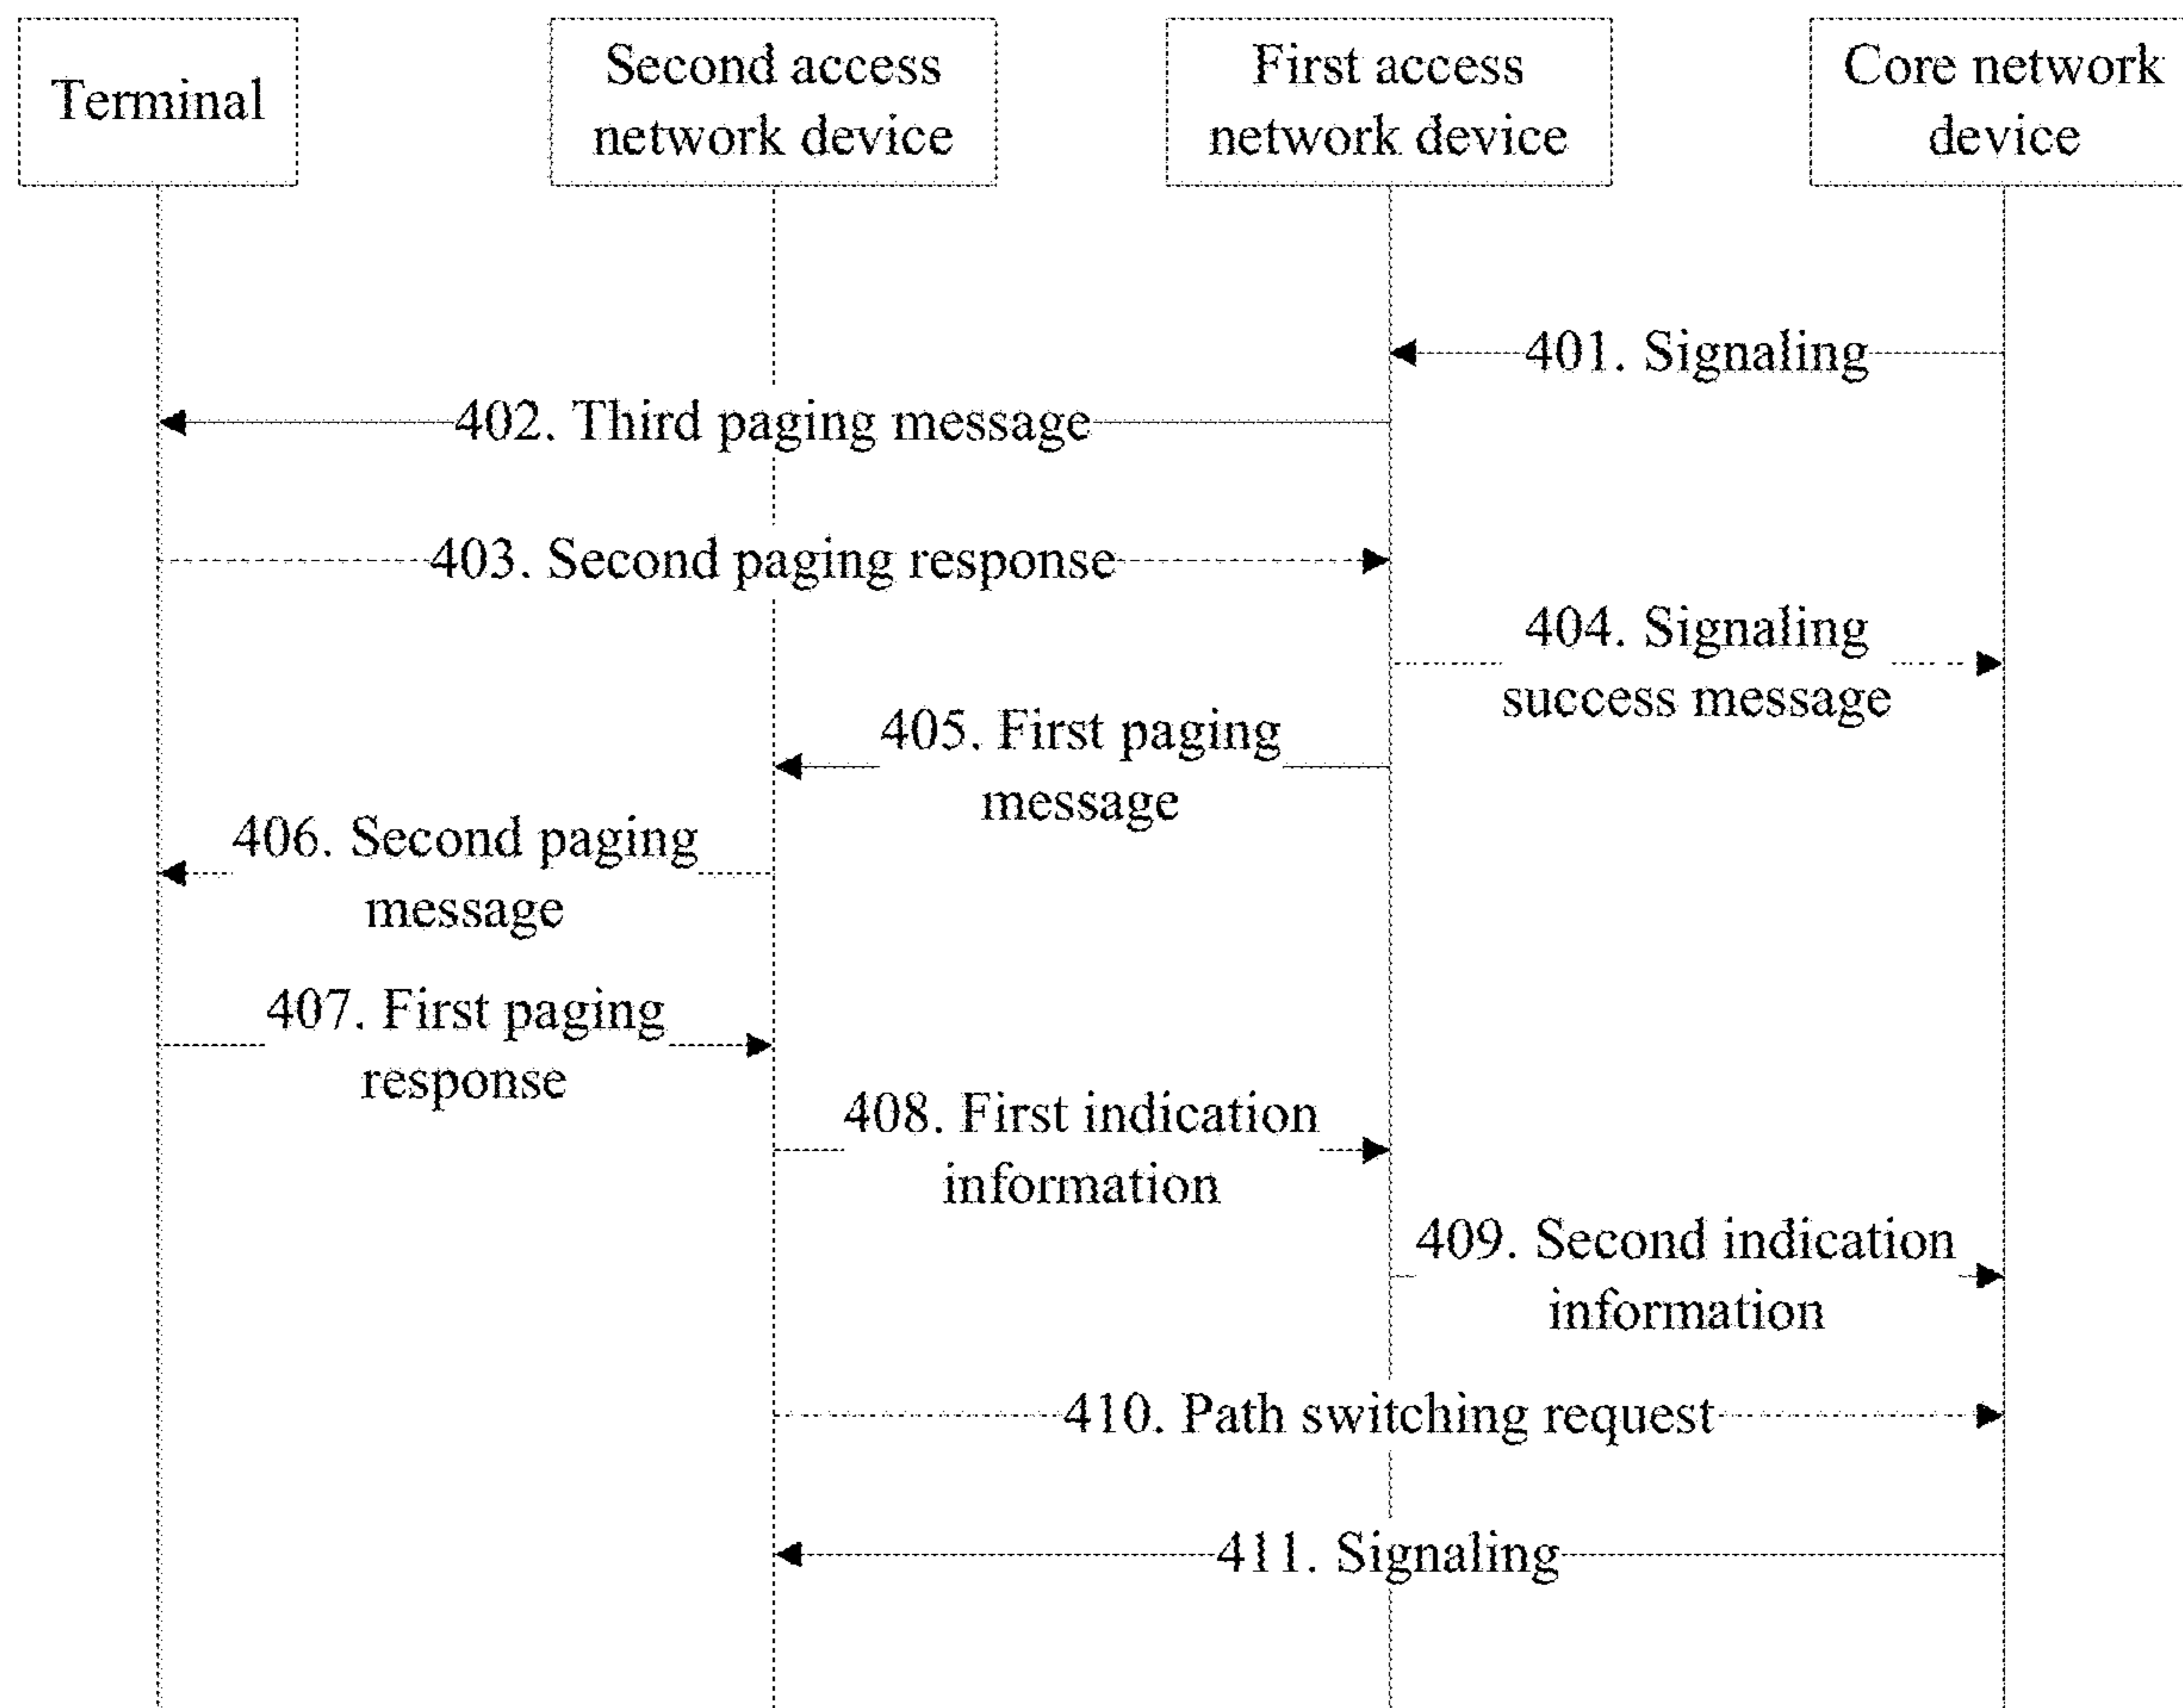 Terminal
Second access
network device
First access
network device
Core network
device
401. Signaling
402. Third paging message
403. Second paging response
404. Signaling
success message
405. First paging
message
406. Second paging
message
407. First paging
response
408. First indication
information
409. Second indication
information
410. Path switching request
411. Signaling